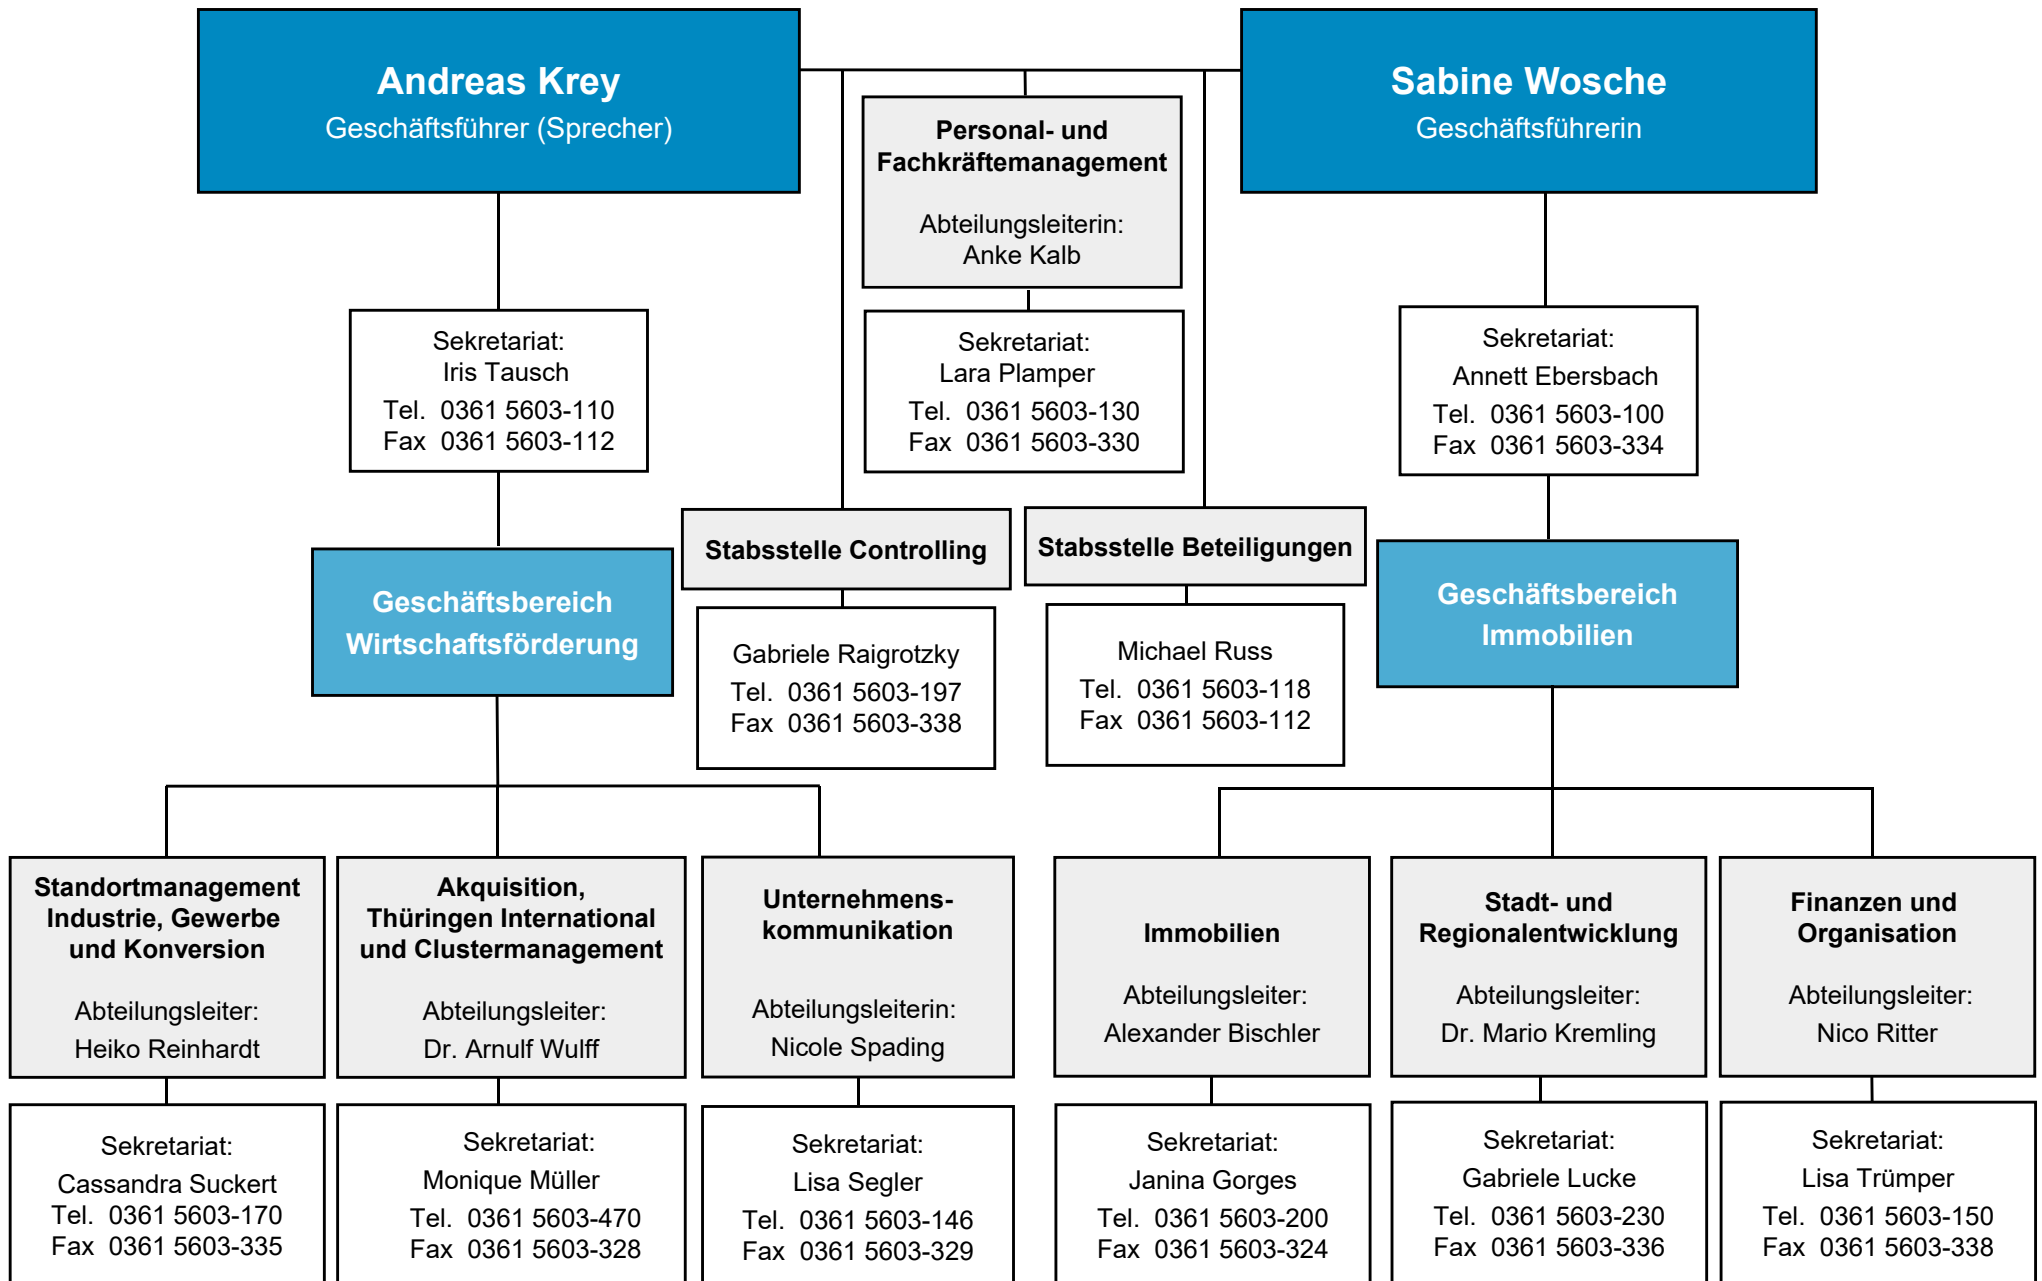 Andreas Krey
Geschäftsführer (Sprecher)
Sabine Wosche
Geschäftsführerin
Personal- und
Fachkräftemanagement
Abteilungsleiterin:
Anke Kalb
Sekretariat:
Iris Tausch
Tel. 0361 5603-110
Fax 0361 5603-112
Sekretariat:
Lara Plamper
Tel. 0361 5603-130
Fax 0361 5603-330
Sekretariat:
Annett Ebersbach
Tel. 0361 5603-100
Fax 0361 5603-334
Geschäftsbereich
Wirtschaftsförderung
Stabsstelle Controlling
Gabriele Raigrotzky
Tel. 0361 5603-197
Fax 0361 5603-338
Stabsstelle Beteiligungen
Michael Russ
Tel. 0361 5603-118
Fax 0361 5603-112
Geschäftsbereich
Immobilien
Standortmanagement
Industrie, Gewerbe
und Konversion
Abteilungsleiter:
Heiko Reinhardt
Akquisition,
Thüringen International
und Clustermanagement
Abteilungsleiter:
Dr. Arnulf Wulff
Unternehmens-
kommunikation
Abteilungsleiterin:
Nicole Spading
Immobilien
Abteilungsleiter:
Alexander Bischler
Stadt- und
Regionalentwicklung
Abteilungsleiter:
Dr. Mario Kremling
Finanzen und
Organisation
Abteilungsleiter:
Nico Ritter
Sekretariat:
Cassandra Suckert
Tel. 0361 5603-170
Fax 0361 5603-335
Sekretariat:
Monique Müller
Tel. 0361 5603-470
Fax 0361 5603-328
Sekretariat:
Lisa Segler
Tel. 0361 5603-146
Fax 0361 5603-329
Sekretariat:
Janina Gorges
Tel. 0361 5603-200
Fax 0361 5603-324
Sekretariat:
Gabriele Lucke
Tel. 0361 5603-230
Fax 0361 5603-336
Sekretariat:
Lisa Trümper
Tel. 0361 5603-150
Fax 0361 5603-338